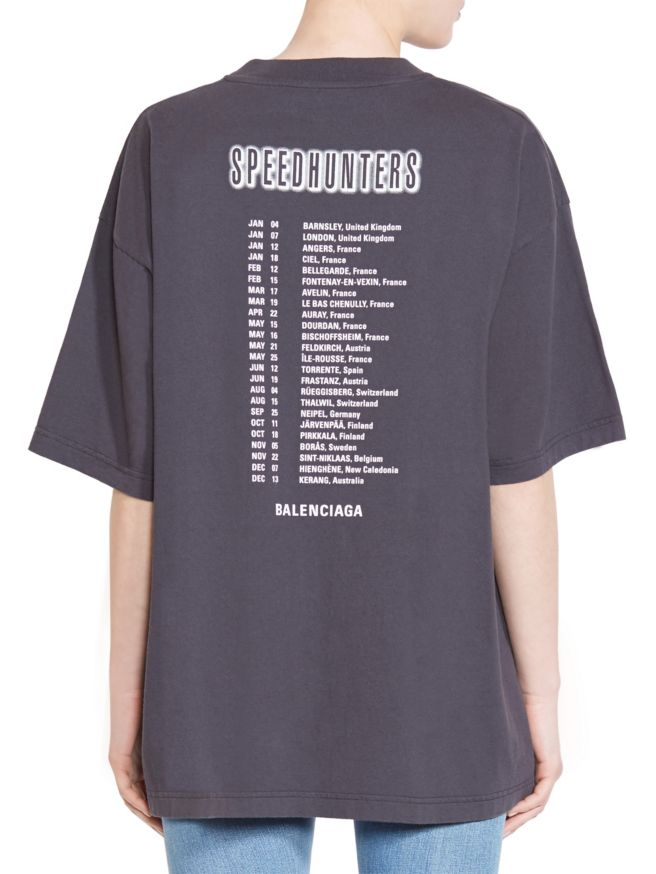 SPEEDHUNTERS
JAN 04 BARNSLEY, United Kingdom
JAN 07 LONDON, United Kingdom
JAN 12 ANGERS, France
JAN 18 CIEL, France
FEB 12 BELLEGARDE, France
FEB 15 FONTENAY-EN-VEXIN, France
MAR 17 AVELIN, France
MAR 19 LE BAS CHENULLY, France
APR 22 AURAY, France
MAY 15 DOURDAN, France
MAY 16 BISCHOFFSHEIM, France
MAY 21 FELDKIRCH, Austria
MAY 25 ÎLE-ROUSSE, France
JUN 12 TORRENTE, Spain
JUN 19 FRASTANZ, Austria
AUG 04 RÜEGGISBERG, Switzerland
AUG 15 THALWIL, Switzerland
SEP 25 NEIPEL, Germany
OCT 11 JÄRVENPÄÄ, Finland
OCT 18 PIRKKALA, Finland
NOV 05 BORÅS, Sweden
NOV 22 SINT-NIKLAAS, Belgium
DEC 07 HIENGHÈNE, New Caledonia
DEC 13 KERANG, Australia
BALENCIAGA